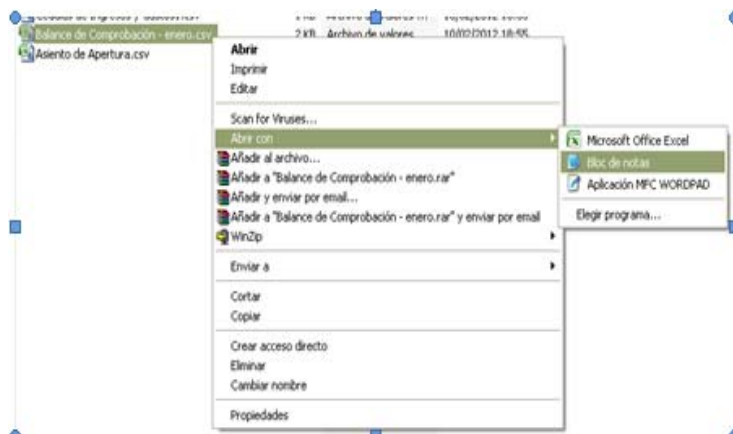 Balance de Comprobación - enero.csv 2 KB Archivo de valores 10/02/2012 18:55
Asiento de Apertura.csv
Abrir
Imprimir
Editar
Scan for Viruses...
Abrir con
Añadir al archivo...
Añadir a "Balance de Comprobación - enero.rar"
Añadir y enviar por email...
Añadir a "Balance de Comprobación - enero.rar" y enviar por email
WinZip
Enviar a
Cortar
Copiar
Crear acceso directo
Eliminar
Cambiar nombre
Propiedades
Microsoft Office Excel
Bloc de notas
Aplicación MFC WORDPAD
Elegir programa...